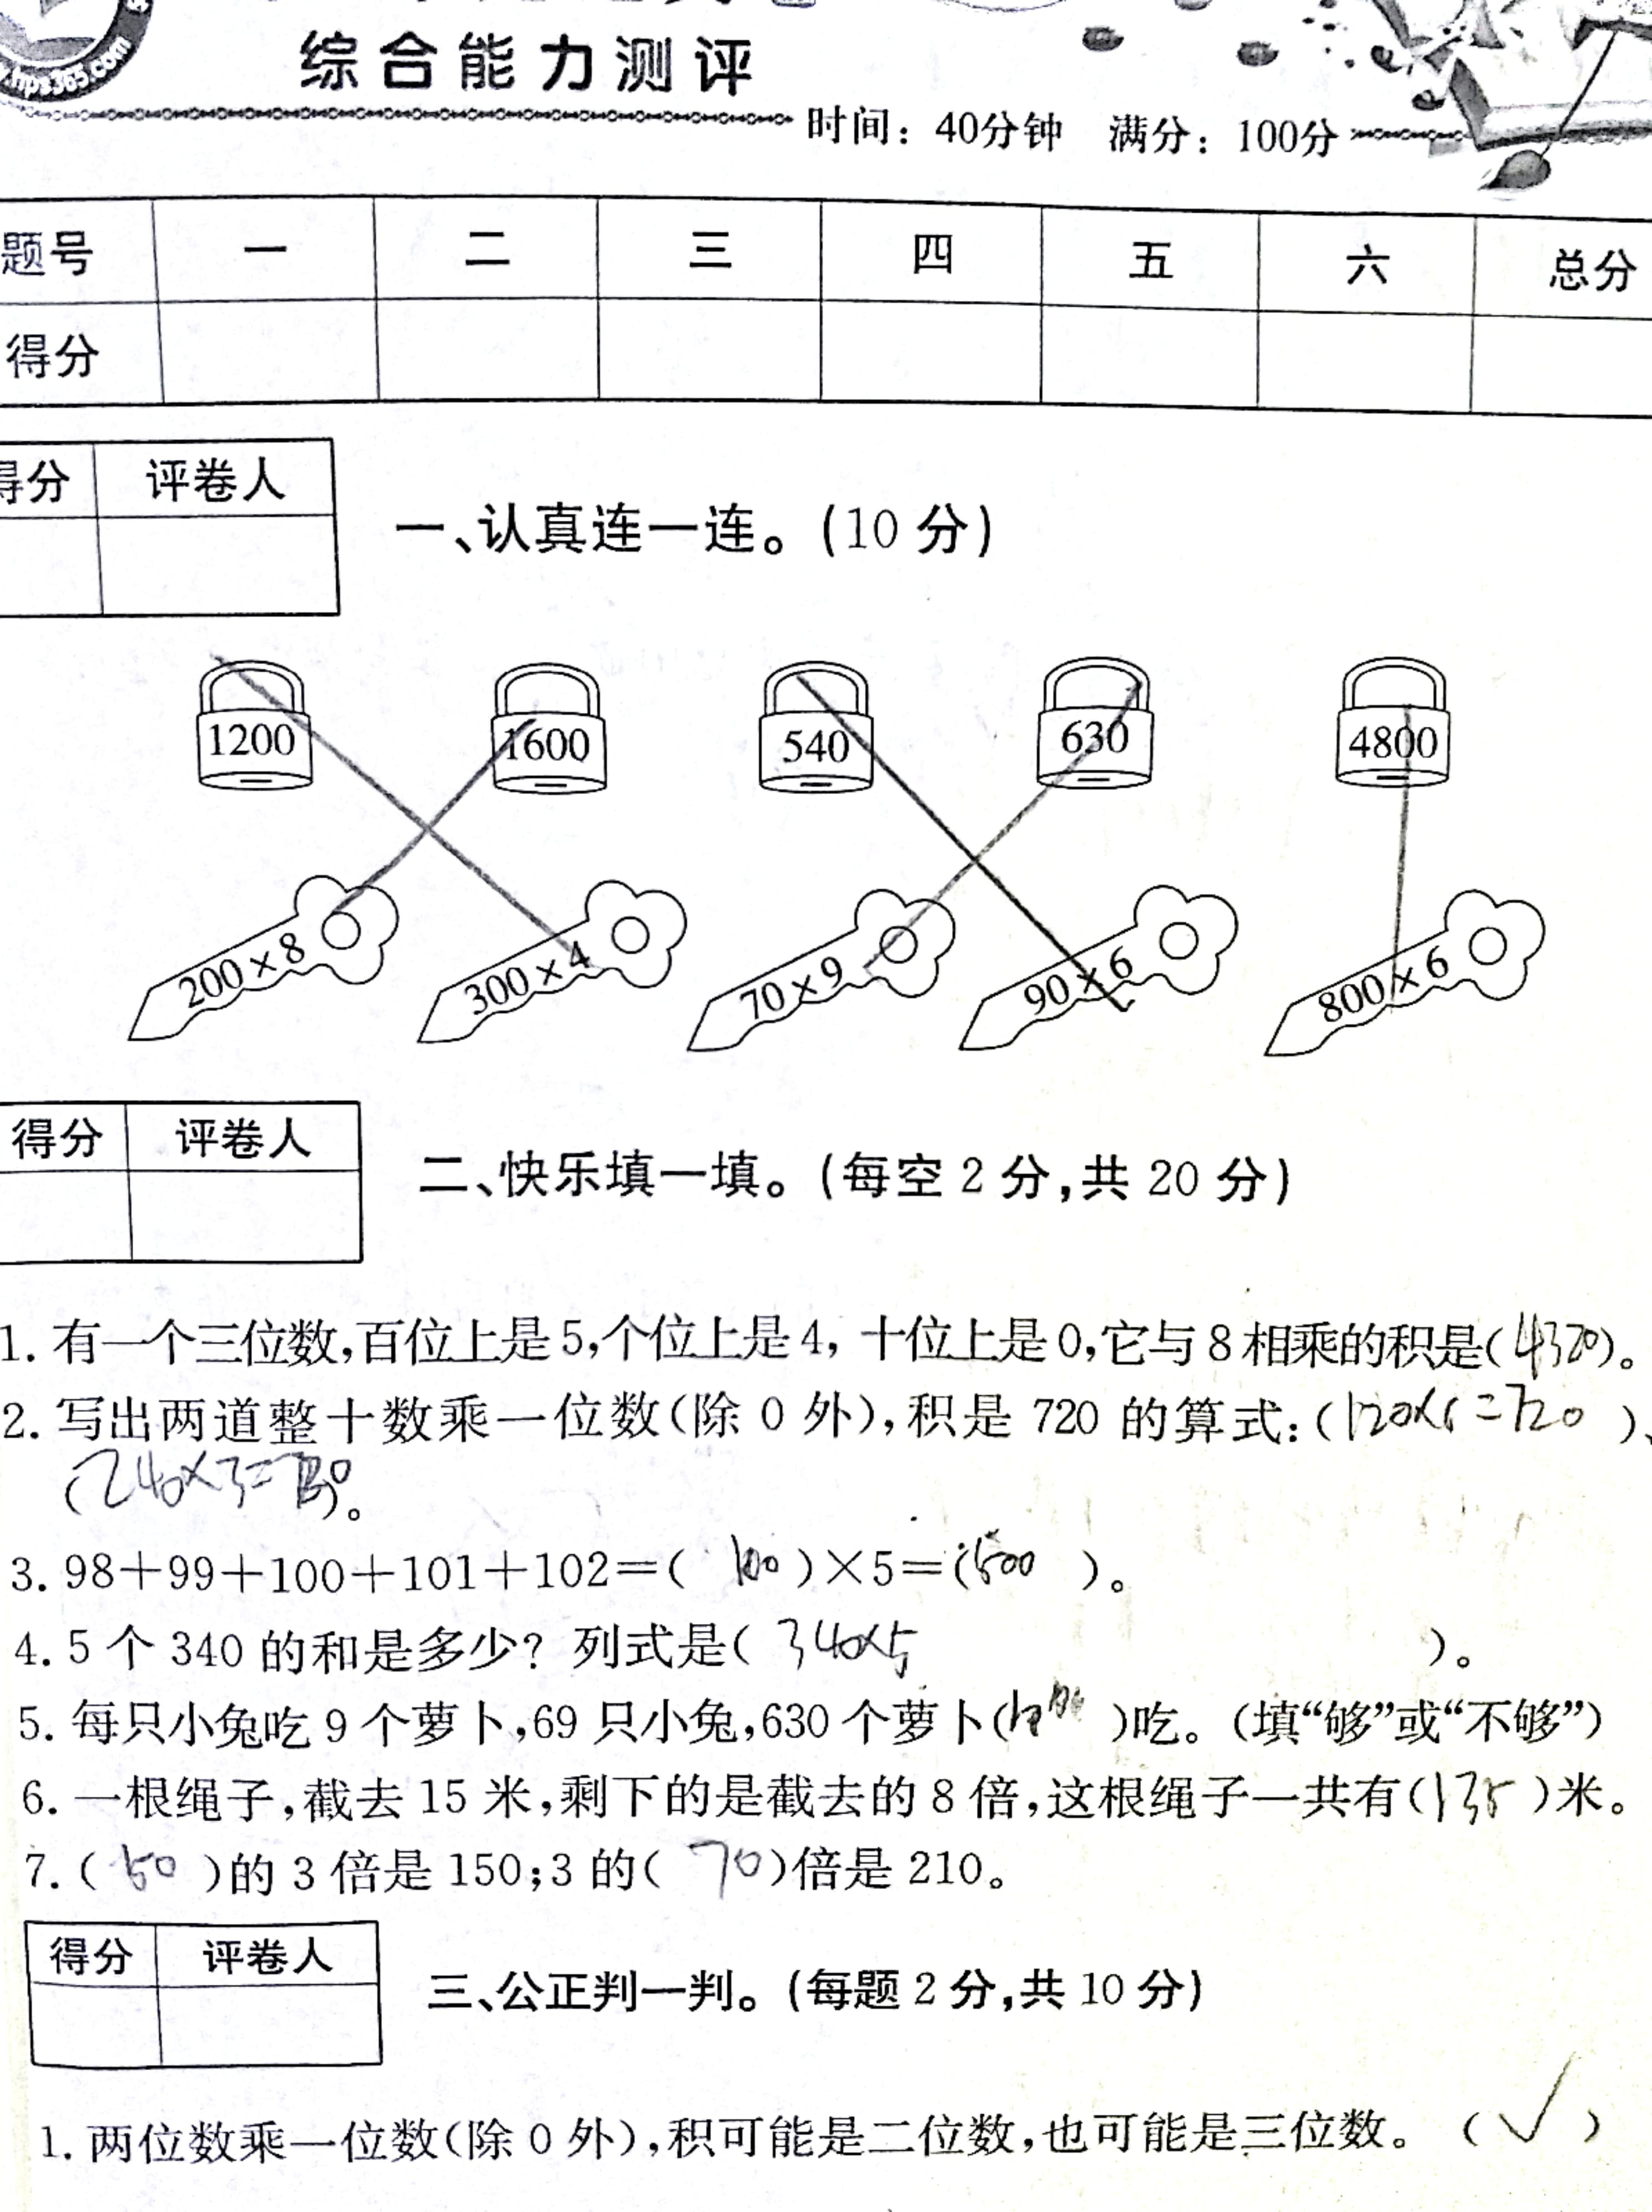 综合能力测评
.hps365.com
时间：40分钟 满分：100分
题号 一 二 三 四 五 六 总分
得分
得分 评卷人
一、认真连一连。(10 分)
1200 1600 540 630 4800
200×8 300×4 70×9 90×6 800×6
得分 评卷人
二、快乐填一填。(每空 2 分,共 20 分)
1. 有一个三位数,百位上是5,个位上是4, 十位上是0,它与 8 相乘的积是(4320)。
2. 写出两道整十数乘一位数(除 0 外),积是 720 的算式:(120×6=720)、
(240×3=720)。
3. 98+99+100+101+102=( 100 )×5=(500 )。
4. 5 个 340 的和是多少? 列式是( 340×5 )。
5. 每只小兔吃 9 个萝卜,69 只小兔,630 个萝卜( )吃。(填“够”或“不够”)
6. 一根绳子,截去 15 米,剩下的是截去的 8 倍,这根绳子一共有(135)米。
7. ( 50 )的 3 倍是 150;3 的( 70 )倍是 210。
得分 评卷人
三、公正判一判。(每题 2 分,共 10 分)
1. 两位数乘一位数(除 0 外),积可能是二位数,也可能是三位数。 ( √ )